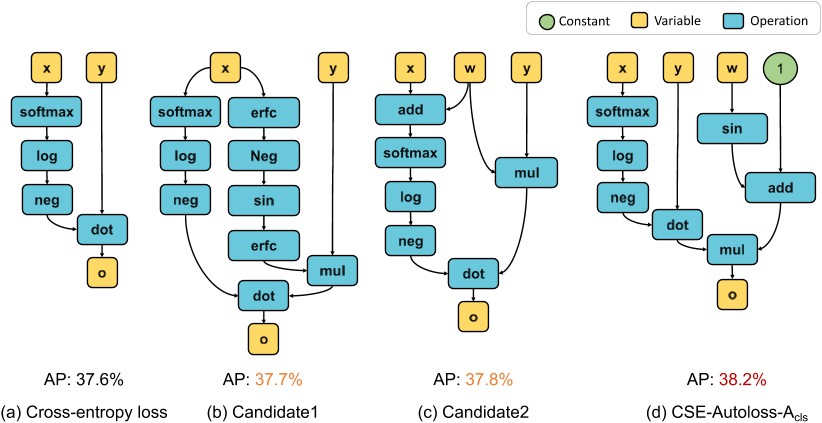 Constant Variable Operation
x y
softmax
log
neg
dot
o
AP: 37.6%
(a) Cross-entropy loss
x y
softmax erfc
log Neg
neg sin
erfc
mul
dot
o
AP: 37.7%
(b) Candidate1
x w y
add
softmax
mul
log
neg
dot
o
AP: 37.8%
(c) Candidate2
x y w 1
softmax
sin
log
add
neg
dot
mul
o
AP: 38.2%
(d) CSE-Autoloss-Acls